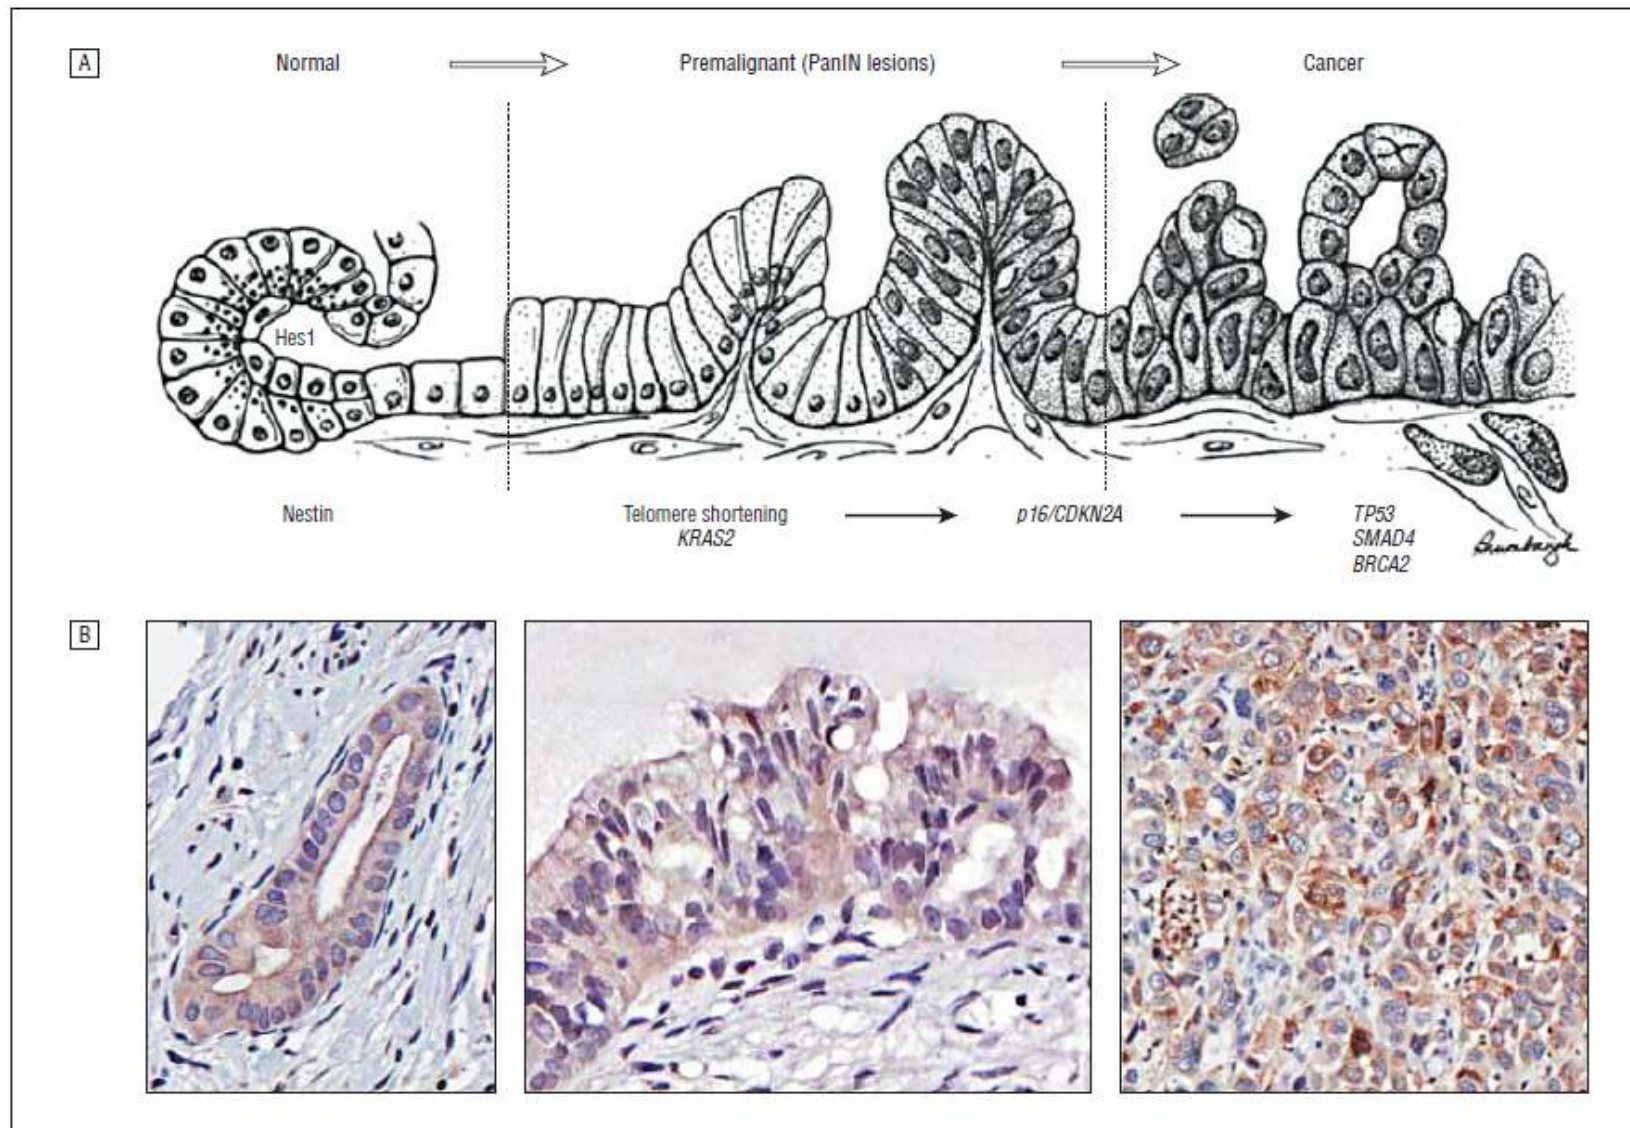 A
Normal
Premalignant (PanIN lesions)
Cancer
Hes1
Nestin
Telomere shortening
KRAS2
p16/CDKN2A
TP53
SMAD4
BRCA2
B